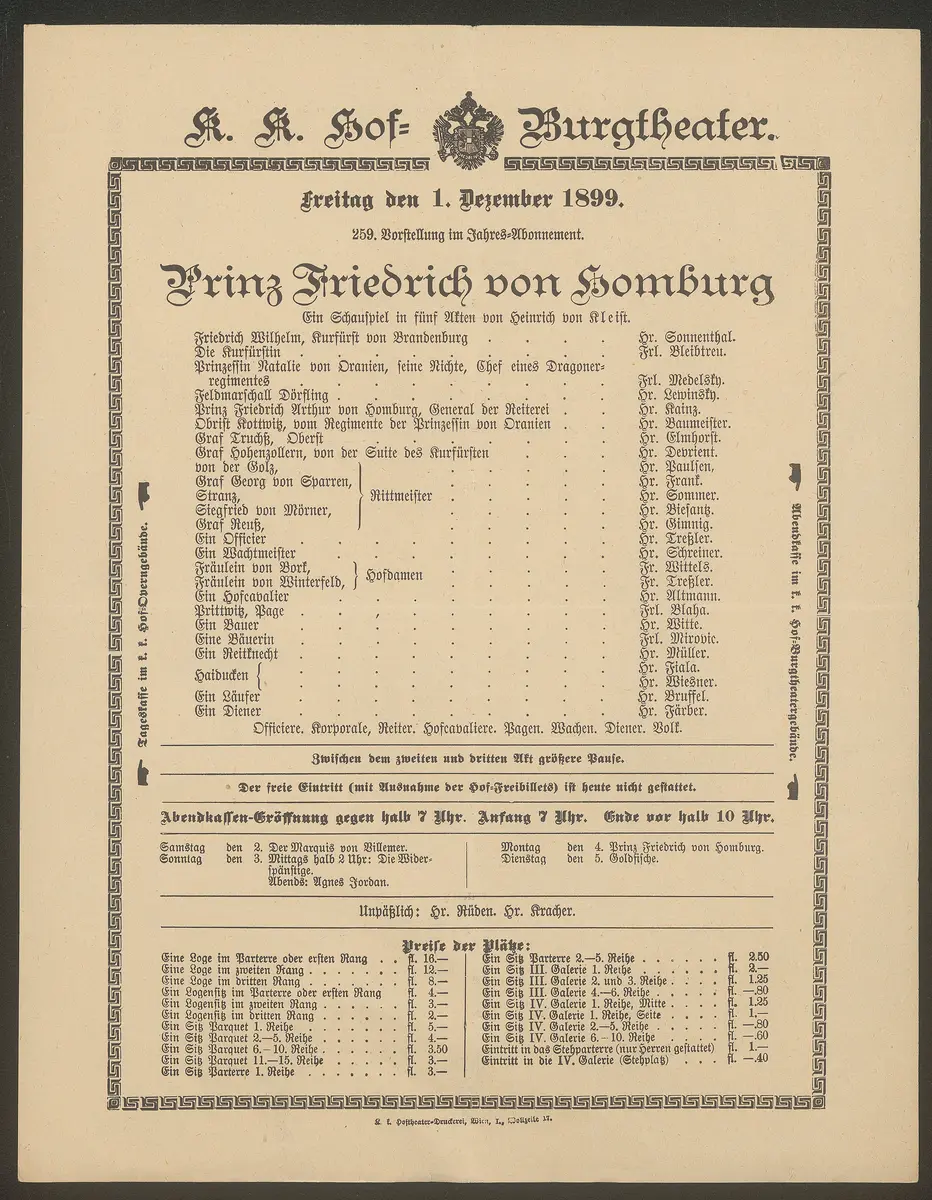 K. K. Hof-Burgtheater.
Freitag den 1. Dezember 1899.
259. Vorstellung im Jahres-Abonnement.
Prinz Friedrich von Homburg
Ein Schauspiel in fünf Akten von Heinrich von Kleist.
Friedrich Wilhelm, Kurfürst von Brandenburg . . . . Hr. Sonnenthal.
Die Kurfürstin . . . . . . . . . Frl. Bleibtreu.
Prinzessin Natalie von Oranien, seine Nichte, Chef eines Dragoner-
regimentes . . . . . . . . . Frl. Medelsky.
Feldmarschall Dörfling . . . . . . . . Hr. Lewinsky.
Prinz Friedrich Arthur von Homburg, General der Reiterei . . Hr. Kainz.
Obrist Kottwitz, vom Regimente der Prinzessin von Oranien . . Hr. Baumeister.
Graf Truchß, Oberst . . . . . . . Hr. Elmhorst.
Graf Hohenzollern, von der Suite des Kurfürsten . . . . Hr. Devrient.
von der Golz, . . . . . Hr. Paulsen,
Graf Georg von Sparren, . . . . . Hr. Frank.
Stranz, Rittmeister . . . . . Hr. Sommer.
Siegfried von Mörner, . . . . . Hr. Biesantz.
Graf Reuß, . . . . . Hr. Gimnig.
Ein Officier . . . . . . . . . Hr. Treßler.
Ein Wachtmeister . . . . . . . . Hr. Schreiner.
Fräulein von Bork, . . . . . Fr. Wittels.
Hofdamen
Fräulein von Winterfeld, . . . . . Fr. Treßler.
Ein Hofcavalier . . . . . . . . . Hr. Altmann.
Prittwitz, Page . . . . . . . . . Frl. Blaha.
Ein Bauer . . . . . . . . . Hr. Witte.
Eine Bäuerin . . . . . . . . . Frl. Mirovic.
Ein Reitknecht . . . . . . . . . Hr. Müller.
Haiducken . . . . . . . . . Hr. Fiala.
. . . . . . . . . Hr. Wiesner.
Ein Läufer . . . . . . . . . Hr. Bruffel.
Ein Diener . . . . . . . . . Hr. Färber.
Officiere. Korporale, Reiter. Hofcavaliere. Pagen. Wachen. Diener. Volk.
Tageskasse im k. k. Hof-Operngebäude.
Abendkasse im k. k. Hof-Burgtheatergebäude.
Zwischen dem zweiten und dritten Akt größere Pause.
Der freie Eintritt (mit Ausnahme der Hof-Freibillets) ist heute nicht gestattet.
Abendkassen-Eröffnung gegen halb 7 Uhr. Anfang 7 Uhr. Ende vor halb 10 Uhr.
Samstag den 2. Der Marquis von Villemer.
Sonntag den 3. Mittags halb 2 Uhr: Die Wider-
spänstige.
Abends: Agnes Jordan.
Montag den 4. Prinz Friedrich von Homburg.
Dienstag den 5. Goldfische.
Unpäßlich: Hr. Rüden. Hr. Kracher.
Preise der Plätze:
Eine Loge im Parterre oder ersten Rang . . fl. 16.—
Eine Loge im zweiten Rang . . . . . . . fl. 12.—
Eine Loge im dritten Rang . . . . . . . fl. 8.—
Ein Logensitz im Parterre oder ersten Rang fl. 4.—
Ein Logensitz im zweiten Rang . . . . . . fl. 3.—
Ein Logensitz im dritten Rang . . . . . . fl. 2.—
Ein Sitz Parquet 1. Reihe . . . . . . . fl. 5.—
Ein Sitz Parquet 2.—5. Reihe . . . . . . fl. 4.—
Ein Sitz Parquet 6.—10. Reihe . . . . . . fl. 3.50
Ein Sitz Parquet 11.—15. Reihe . . . . . fl. 3.—
Ein Sitz Parterre 1. Reihe . . . . . . . fl. 3.—
Ein Sitz Parterre 2.—5. Reihe . . . . . . fl. 2.50
Ein Sitz III. Galerie 1. Reihe . . . . . . fl. 2.—
Ein Sitz III. Galerie 2. und 3. Reihe . . . . fl. 1.25
Ein Sitz III. Galerie 4.—6. Reihe . . . . . fl. —.80
Ein Sitz IV. Galerie 1. Reihe, Mitte . . . . fl. 1.25
Ein Sitz IV. Galerie 1. Reihe, Seite . . . . fl. 1.—
Ein Sitz IV. Galerie 2.—5. Reihe . . . . . fl. —.80
Ein Sitz IV. Galerie 6.—10. Reihe . . . . . fl. —.60
Eintritt in das Stehparterre (nur Herren gestattet) fl. 1.—
Eintritt in die IV. Galerie (Stehplatz) . . . . fl. —.40
K. k. Hoftheater-Druckerei, Wien, I., Wollzeile 17.